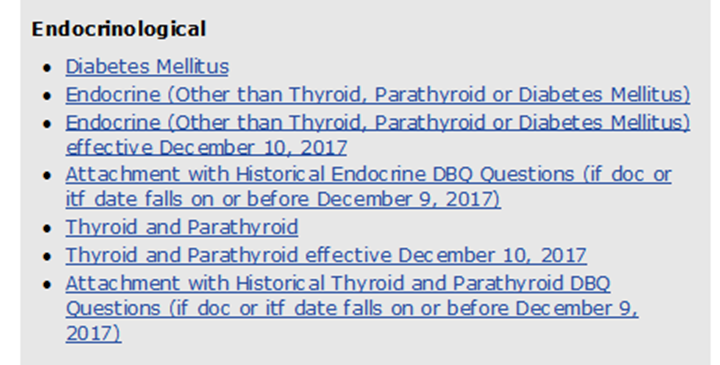 Endocrinological
• Diabetes Mellitus
• Endocrine (Other than Thyroid, Parathyroid or Diabetes Mellitus)
• Endocrine (Other than Thyroid, Parathyroid or Diabetes Mellitus)
effective December 10, 2017
• Attachment with Historical Endocrine DBQ Questions (if doc or
itf date falls on or before December 9, 2017)
• Thyroid and Parathyroid
• Thyroid and Parathyroid effective December 10, 2017
• Attachment with Historical Thyroid and Parathyroid DBQ
Questions (if doc or itf date falls on or before December 9,
2017)